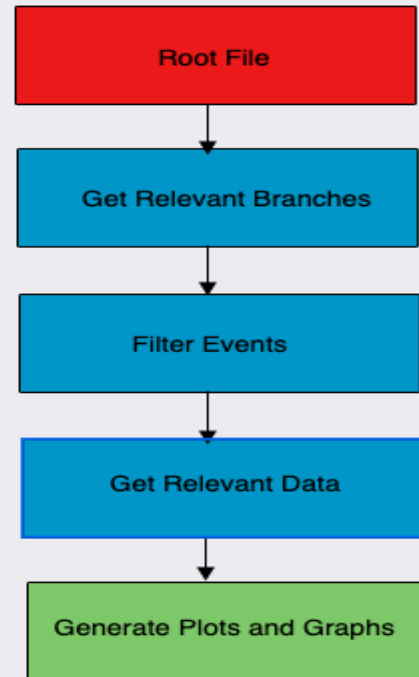 Root File
Get Relevant Branches
Filter Events
Get Relevant Data
Generate Plots and Graphs